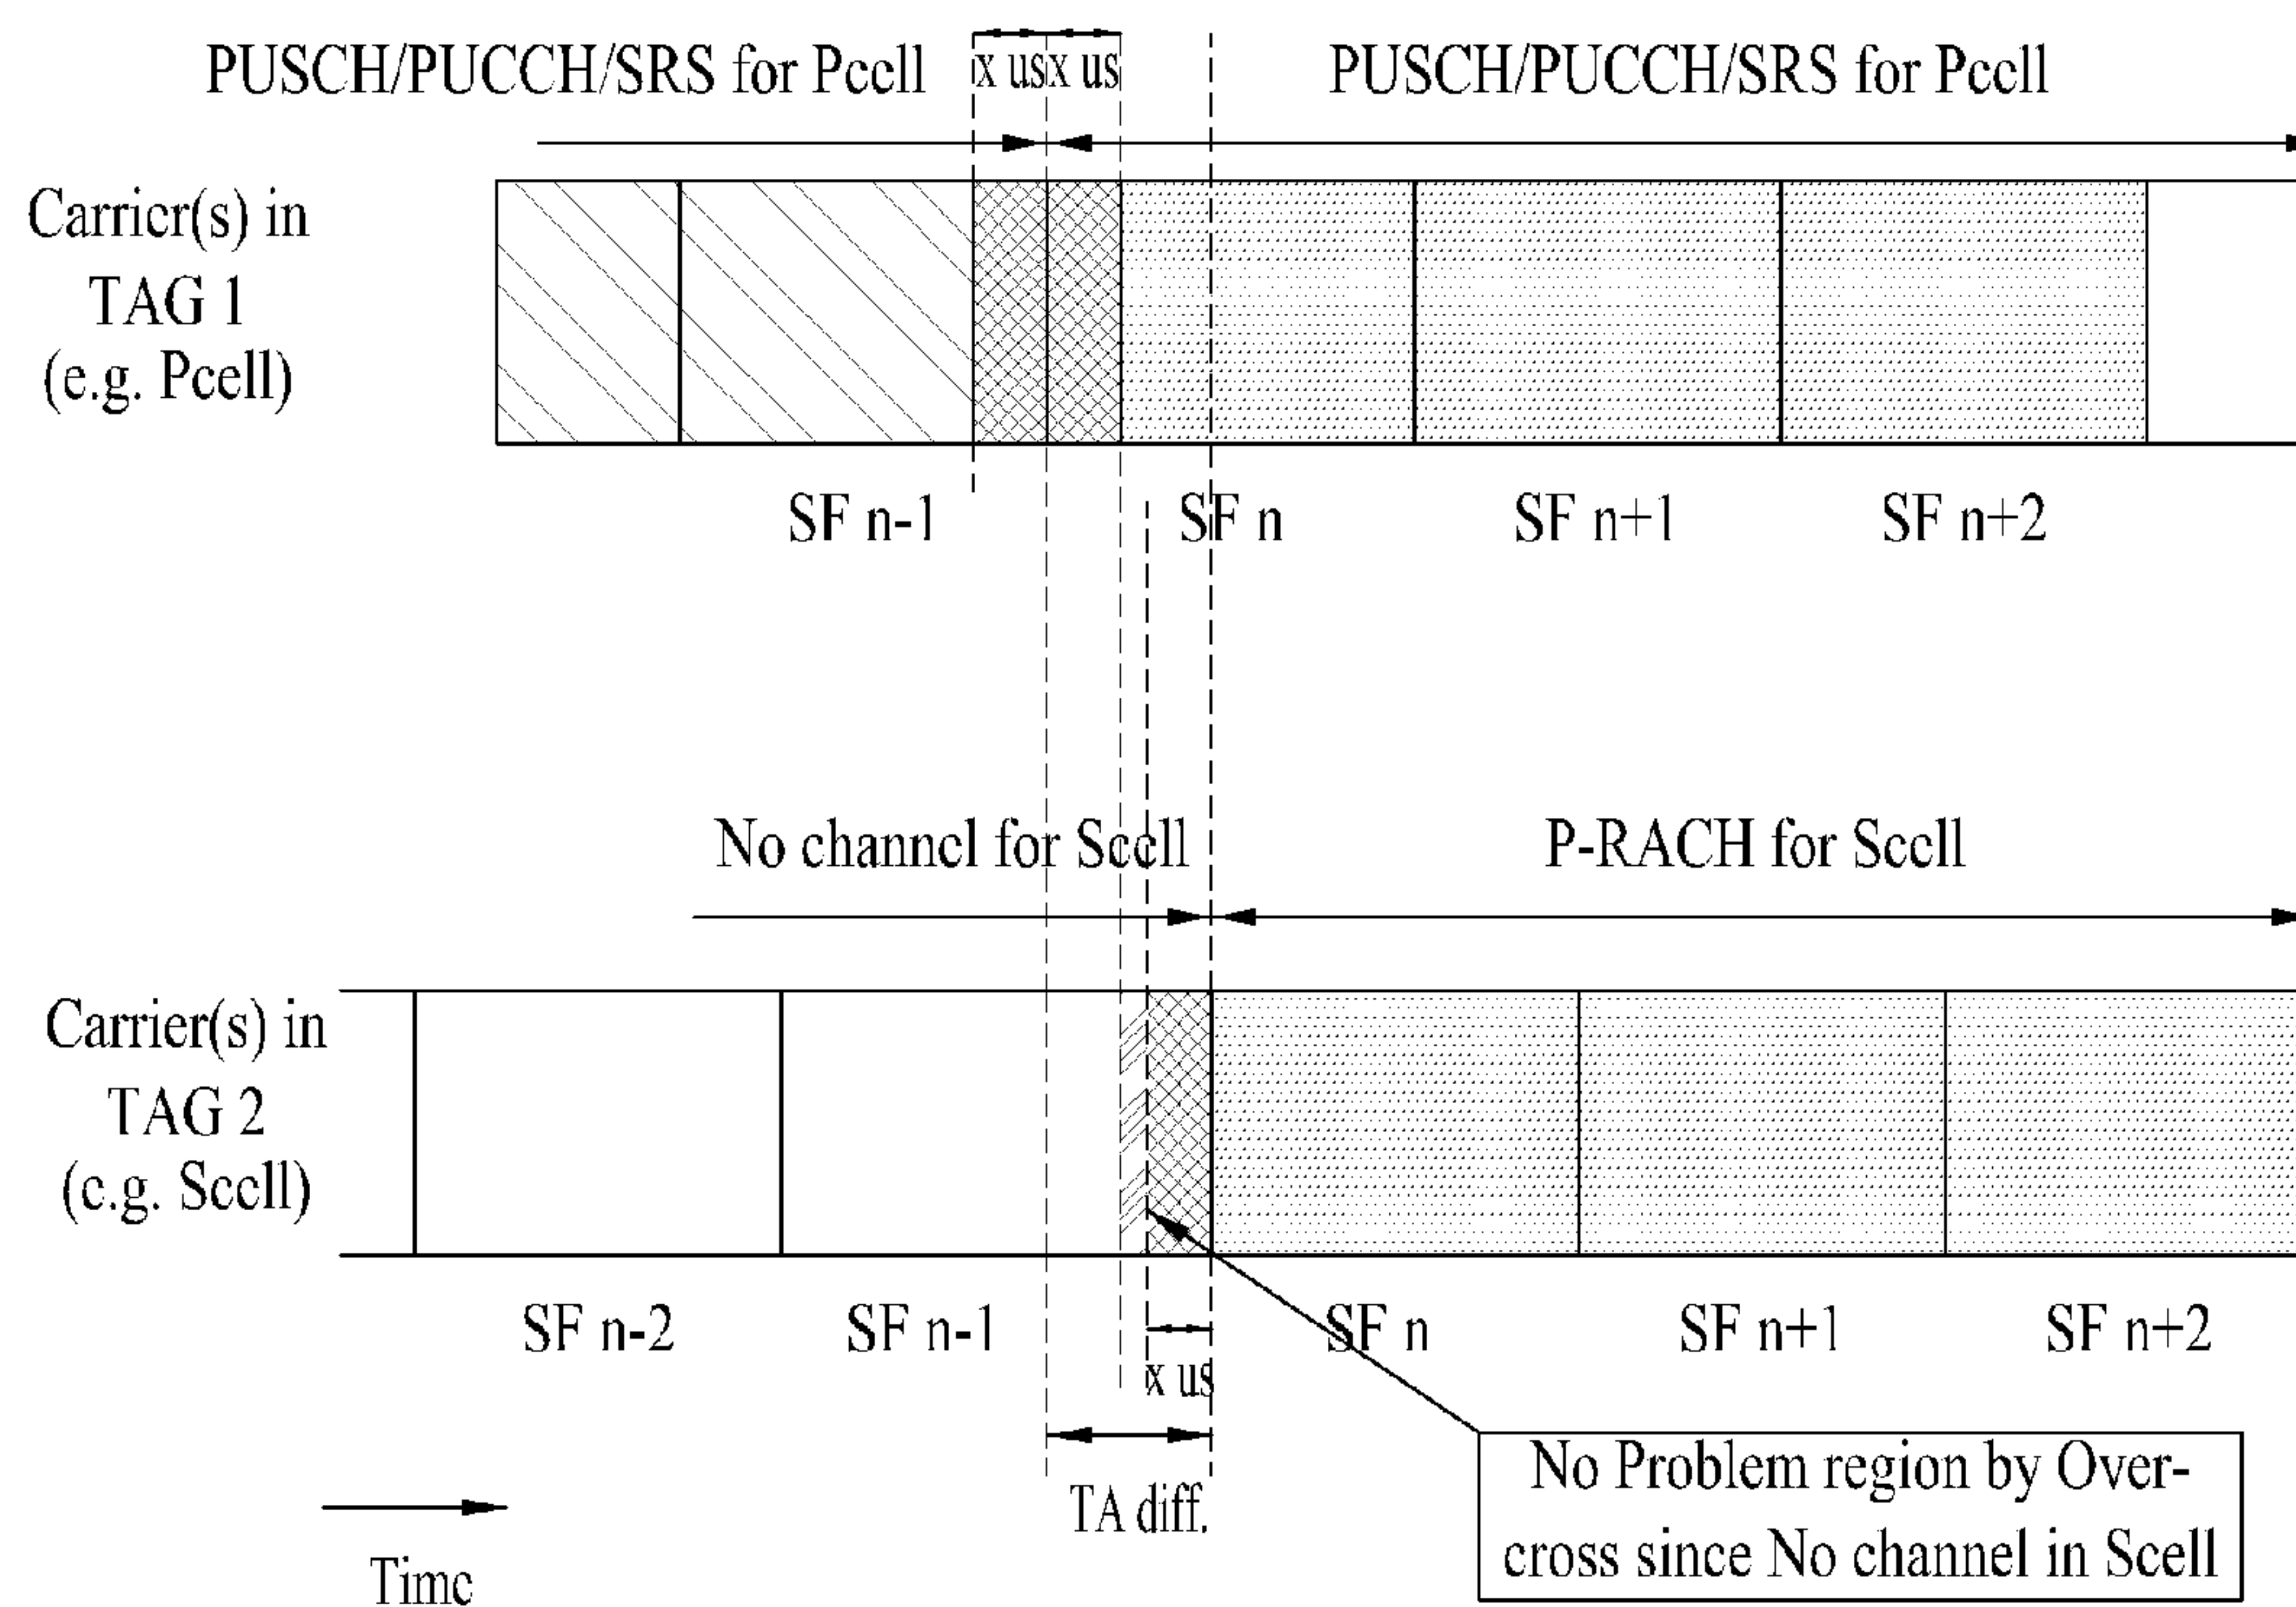 PUSCH/PUCCH/SRS for Pcell
x us
x us
PUSCH/PUCCH/SRS for Pcell
Carrier(s) in
TAG 1
(e.g. Pcell)
SF n-1
SF n
SF n+1
SF n+2
No channel for Scell
P-RACH for Scell
Carrier(s) in
TAG 2
(e.g. Scell)
SF n-2
SF n-1
SF n
SF n+1
SF n+2
x us
TA diff.
No Problem region by Over-
cross since No channel in Scell
Time